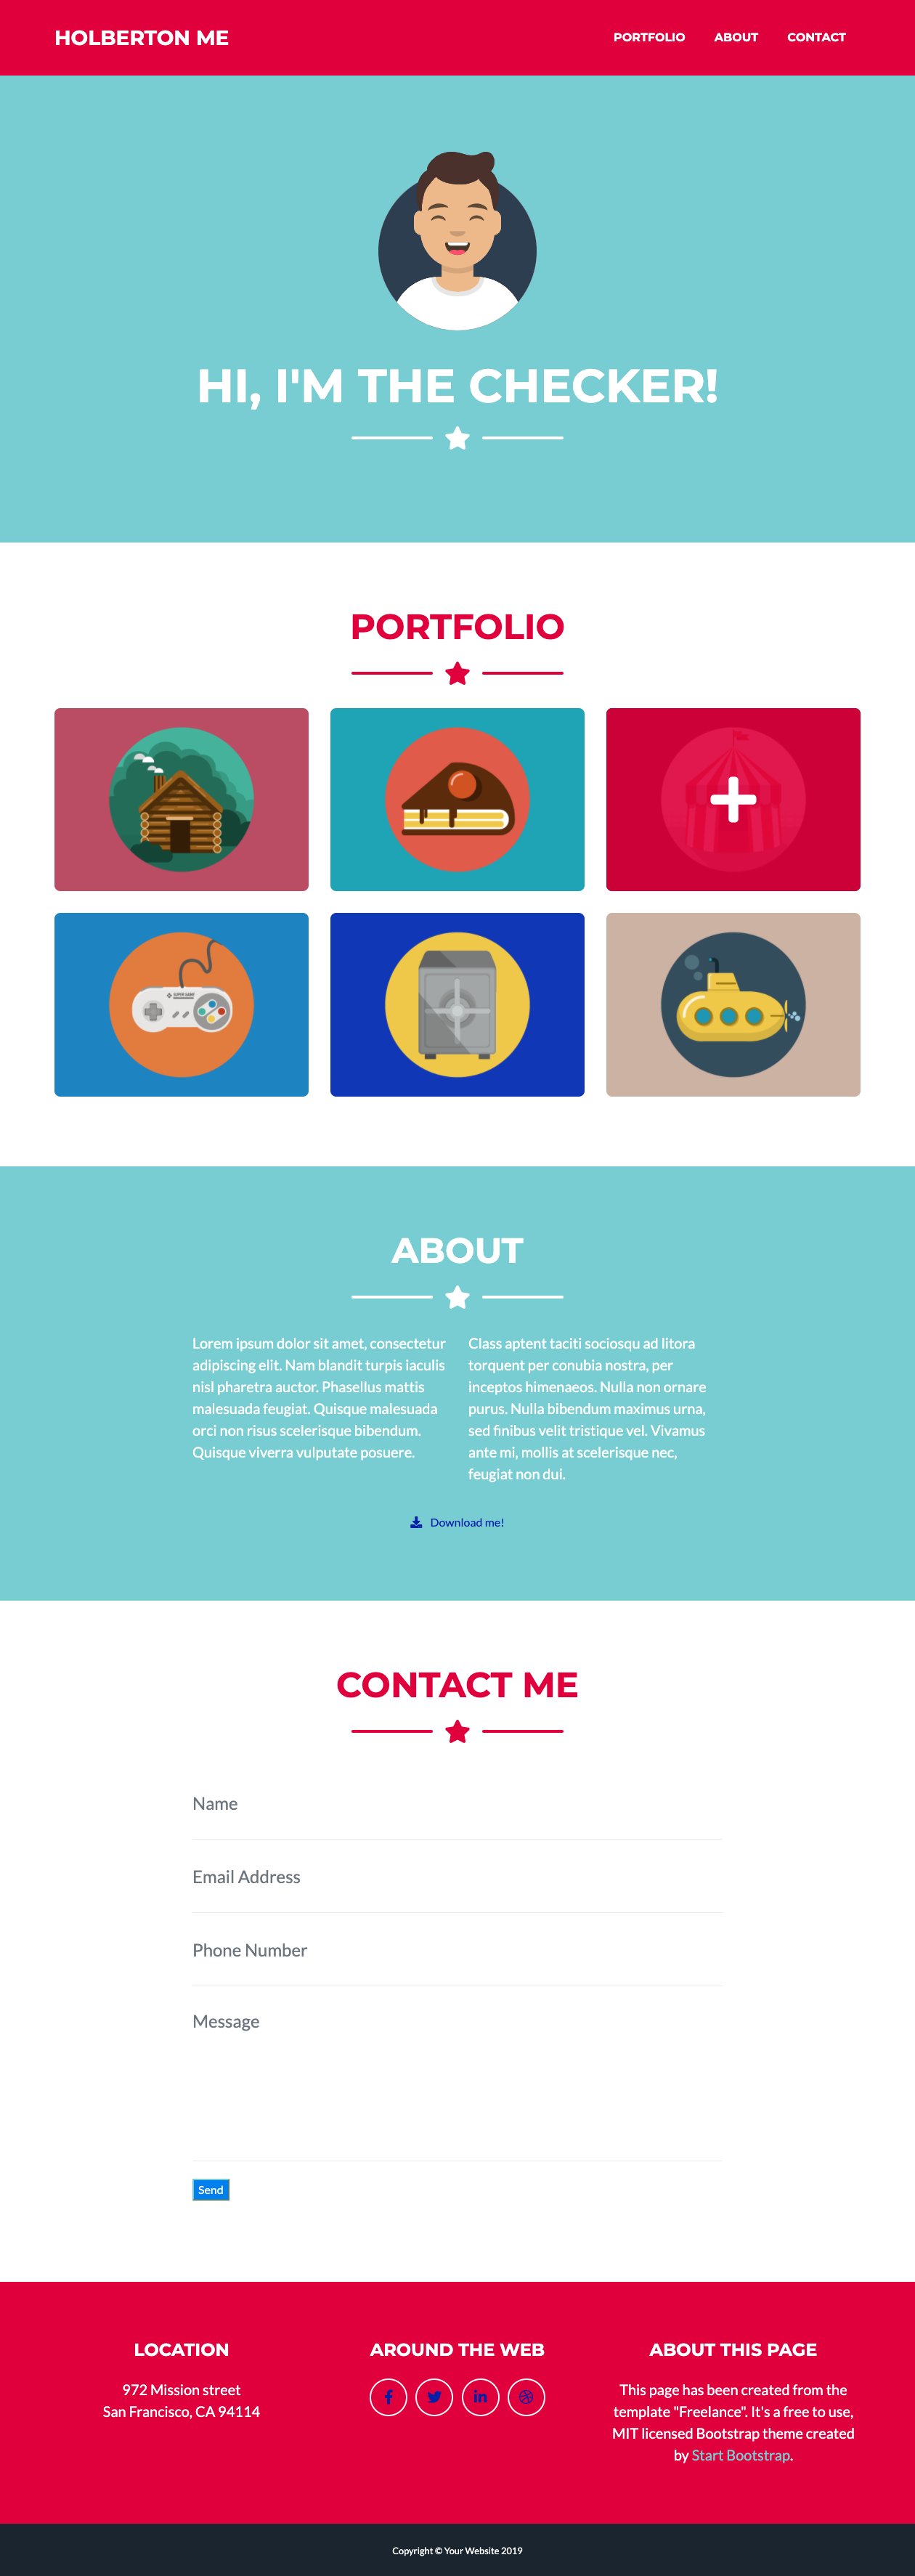 HOLBERTON ME
PORTFOLIO ABOUT CONTACT
HI, I'M THE CHECKER!
PORTFOLIO
SUPER GAME
ABOUT
Lorem ipsum dolor sit amet, consectetur
adipiscing elit. Nam blandit turpis iaculis
nisl pharetra auctor. Phasellus mattis
malesuada feugiat. Quisque malesuada
orci non risus scelerisque bibendum.
Quisque viverra vulputate posuere.
Class aptent taciti sociosqu ad litora
torquent per conubia nostra, per
inceptos himenaeos. Nulla non ornare
purus. Nulla bibendum maximus urna,
sed finibus velit tristique vel. Vivamus
ante mi, mollis at scelerisque nec,
feugiat non dui.
Download me!
CONTACT ME
Name
Email Address
Phone Number
Message
Send
LOCATION
972 Mission street
San Francisco, CA 94114
AROUND THE WEB
ABOUT THIS PAGE
This page has been created from the
template "Freelance". It's a free to use,
MIT licensed Bootstrap theme created
by Start Bootstrap.
Copyright © Your Website 2019